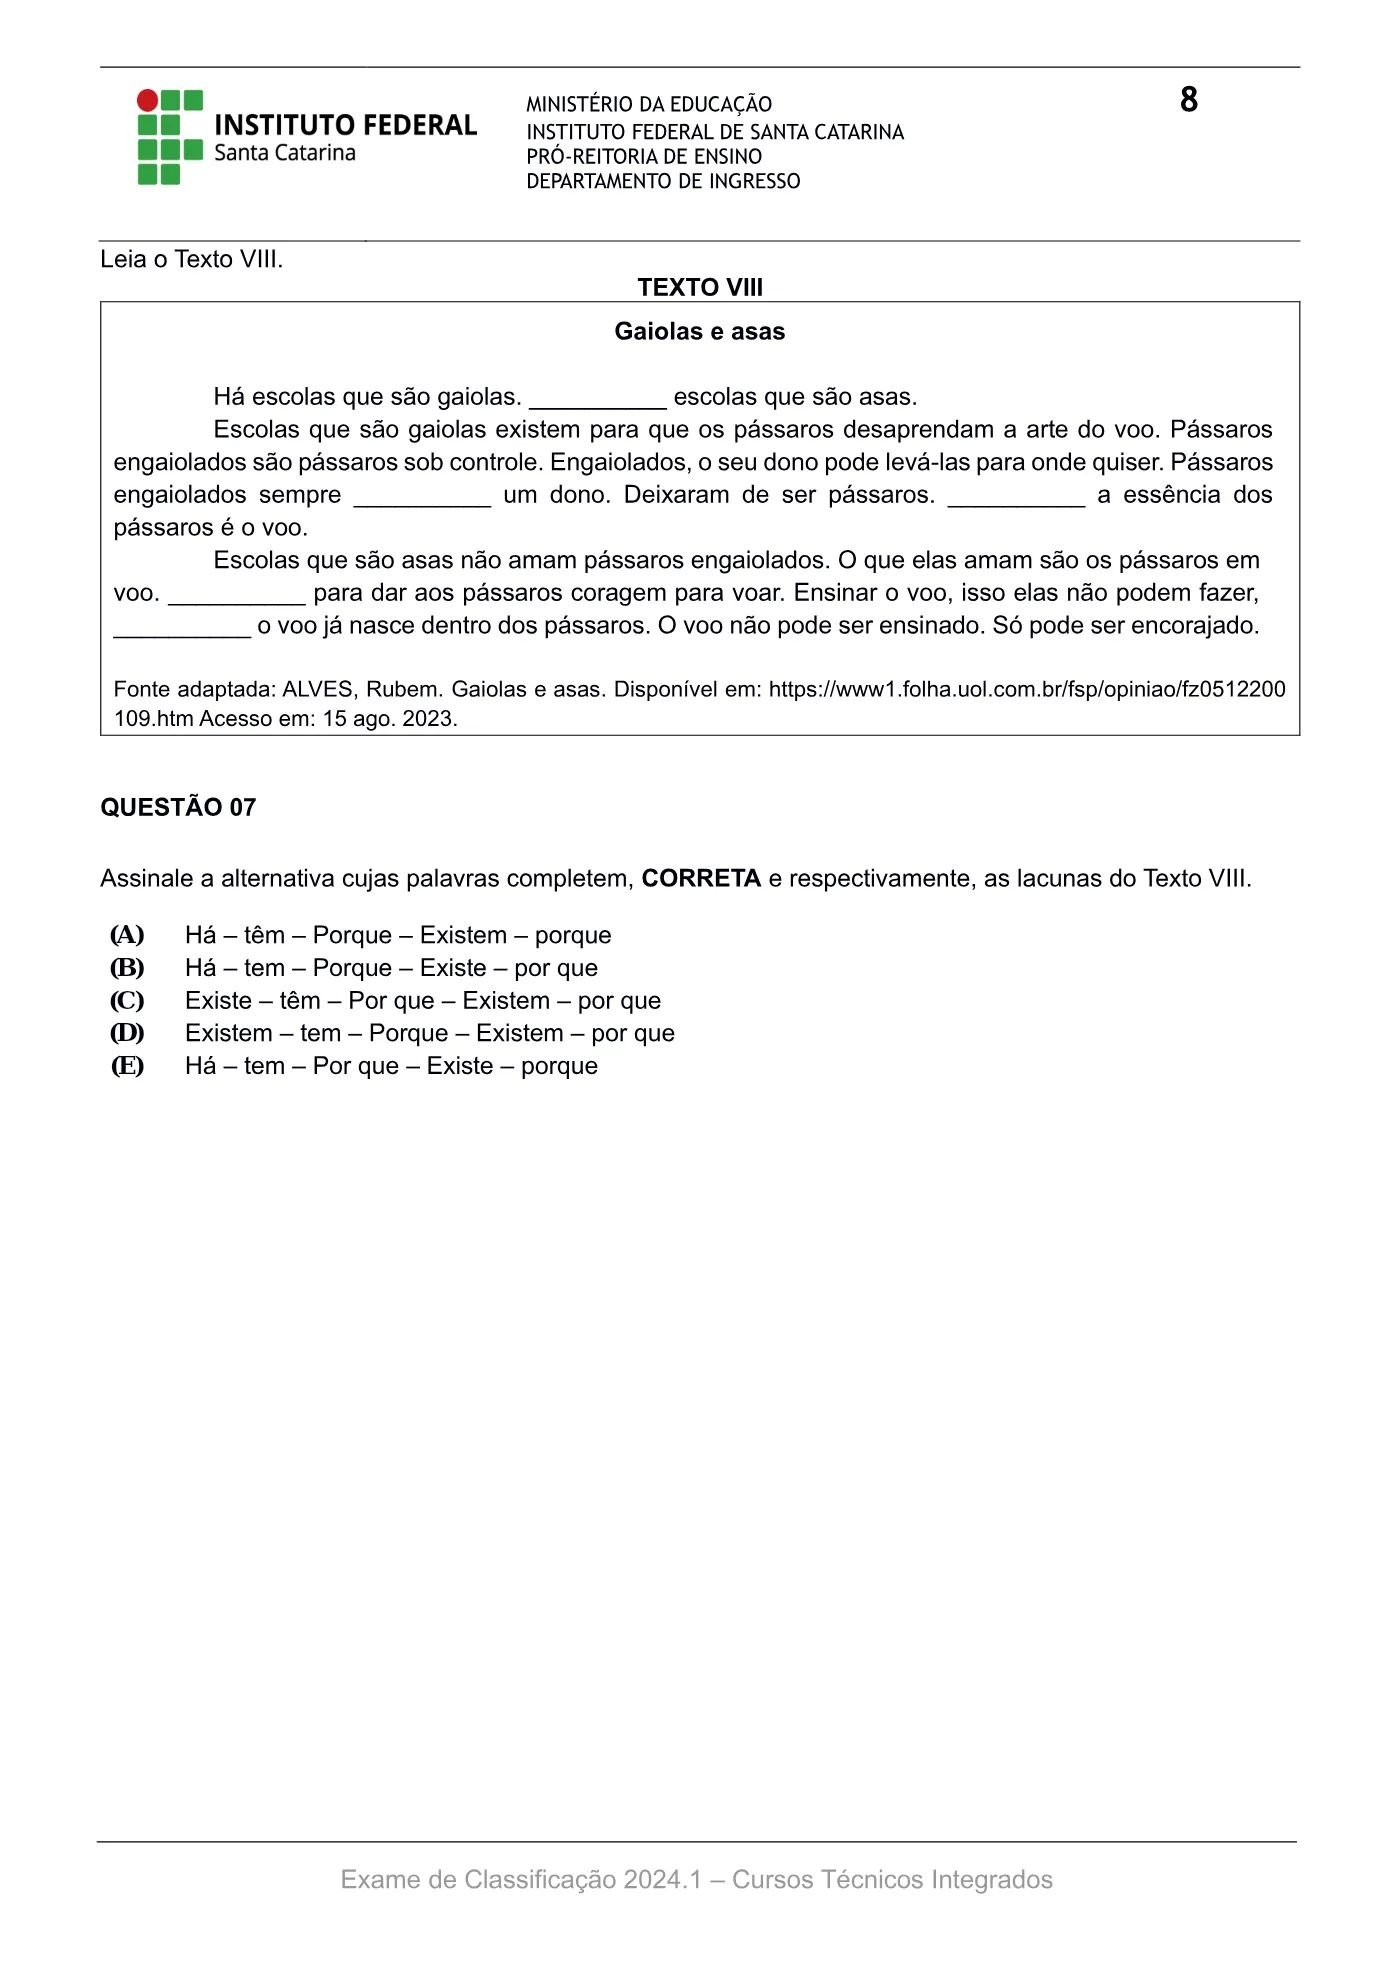 INSTITUTO FEDERAL
Santa Catarina
MINISTÉRIO DA EDUCAÇÃO
INSTITUTO FEDERAL DE SANTA CATARINA
PRÓ-REITORIA DE ENSINO
DEPARTAMENTO DE INGRESSO
8
Leia o Texto VIII.
TEXTO VIII
Gaiolas e asas
Há escolas que são gaiolas. __________ escolas que são asas.
Escolas que são gaiolas existem para que os pássaros desaprendam a arte do voo. Pássaros
engaiolados são pássaros sob controle. Engaiolados, o seu dono pode levá-las para onde quiser. Pássaros
engaiolados sempre __________ um dono. Deixaram de ser pássaros. __________ a essência dos
pássaros é o voo.
Escolas que são asas não amam pássaros engaiolados. O que elas amam são os pássaros em
voo. __________ para dar aos pássaros coragem para voar. Ensinar o voo, isso elas não podem fazer,
__________ o voo já nasce dentro dos pássaros. O voo não pode ser ensinado. Só pode ser encorajado.
Fonte adaptada: ALVES, Rubem. Gaiolas e asas. Disponível em: https://www1.folha.uol.com.br/fsp/opiniao/fz0512200
109.htm Acesso em: 15 ago. 2023.
QUESTÃO 07
Assinale a alternativa cujas palavras completem, CORRETA e respectivamente, as lacunas do Texto VIII.
(A) Há – têm – Porque – Existem – porque
(B) Há – tem – Porque – Existe – por que
(C) Existe – têm – Por que – Existem – por que
(D) Existem – tem – Porque – Existem – por que
(E) Há – tem – Por que – Existe – porque
Exame de Classificação 2024.1 – Cursos Técnicos Integrados